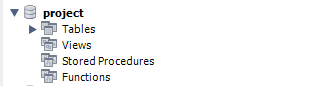 project
Tables
Views
Stored Procedures
Functions